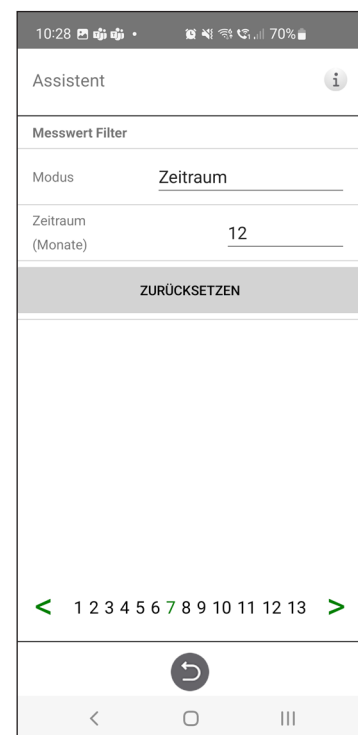 10:28 70%
Assistent i
Messwert Filter
Modus Zeitraum
Zeitraum
(Monate) 12
ZURÜCKSETZEN
< 1 2 3 4 5 6 7 8 9 10 11 12 13 >